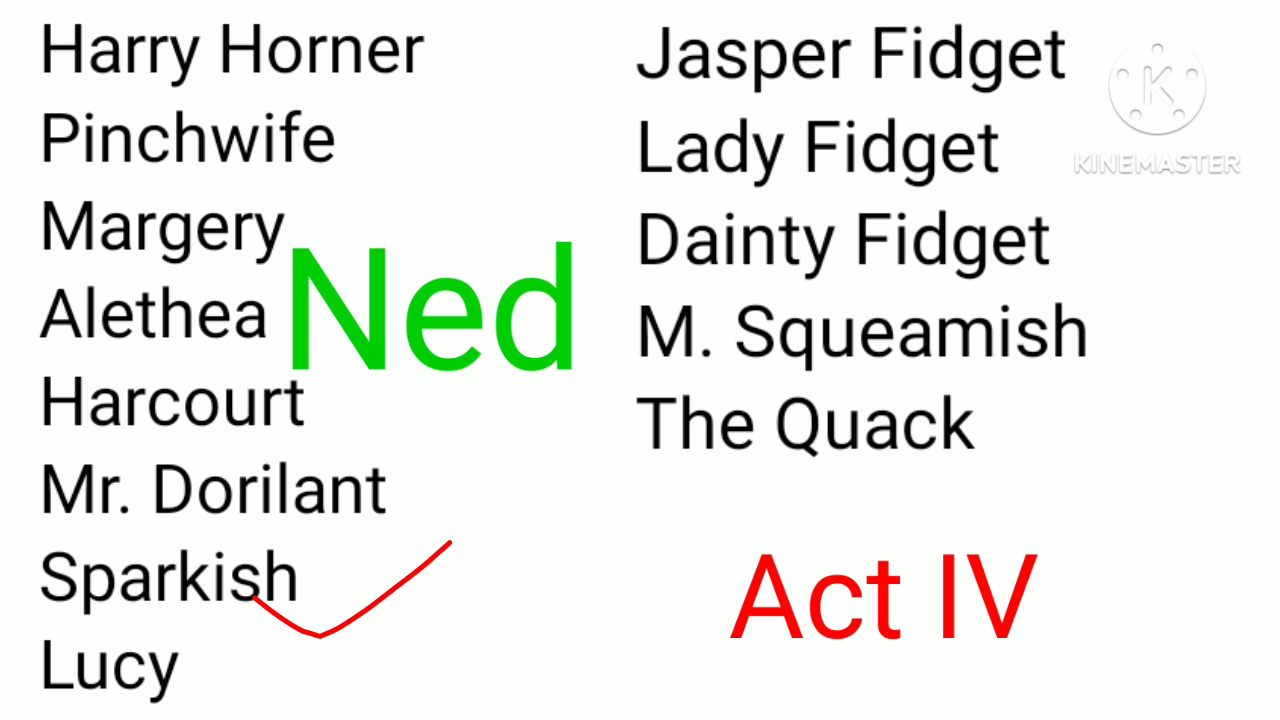 Harry Horner
Pinchwife
Margery
Alethea
Harcourt
Mr. Dorilant
Sparkish
Lucy
Ned
Jasper Fidget
Lady Fidget
Dainty Fidget
M. Squeamish
The Quack
Act IV
K
KINEMASTER